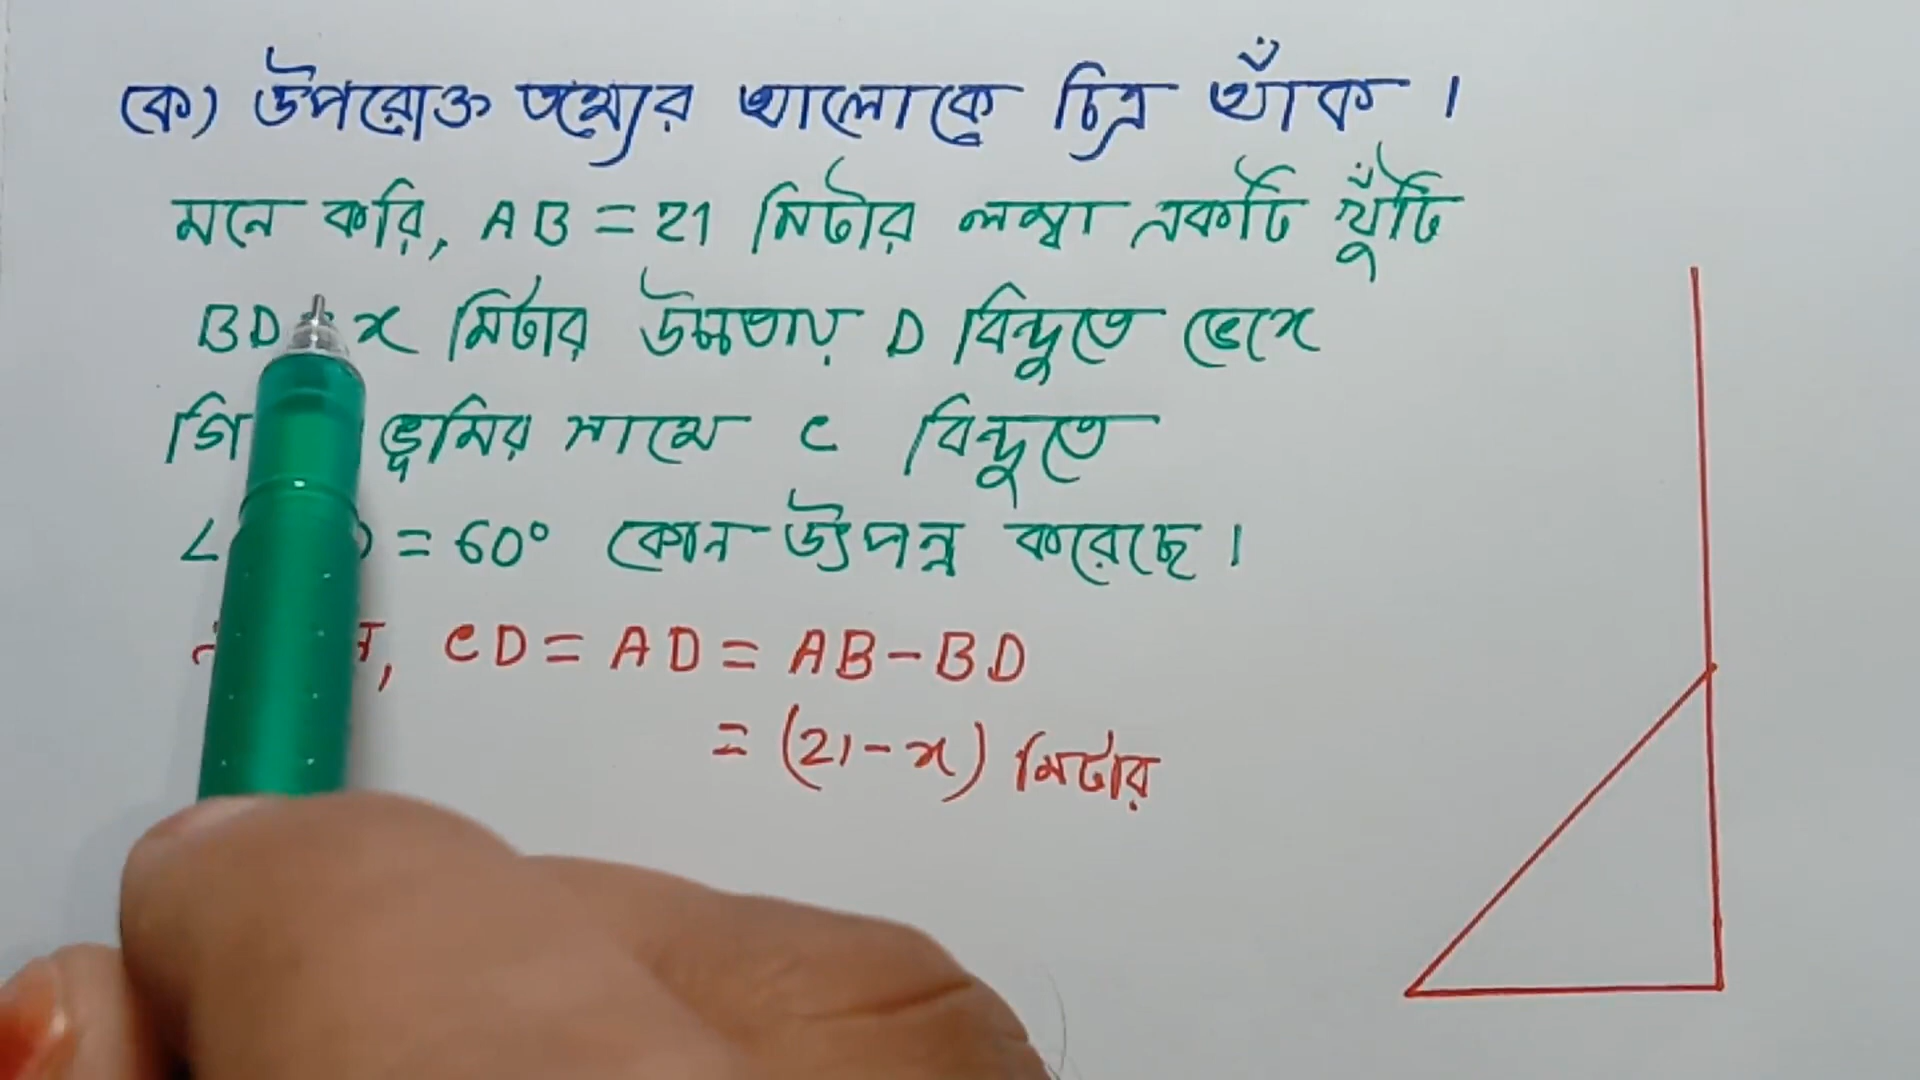 (ক) উপরোক্ত তথ্যের আলোকে চিত্র আঁক ।
মনে করি, AB = 21 মিটার লম্বা একটি খুঁটি
BD x মিটার উচ্চতায় D বিন্দুতে ভেঙ্গে
ভূমির সাথে C বিন্দুতে
= 60° কোন উৎপন্ন করেছে ।
CD = AD = AB - BD
= (21 - x) মিটার